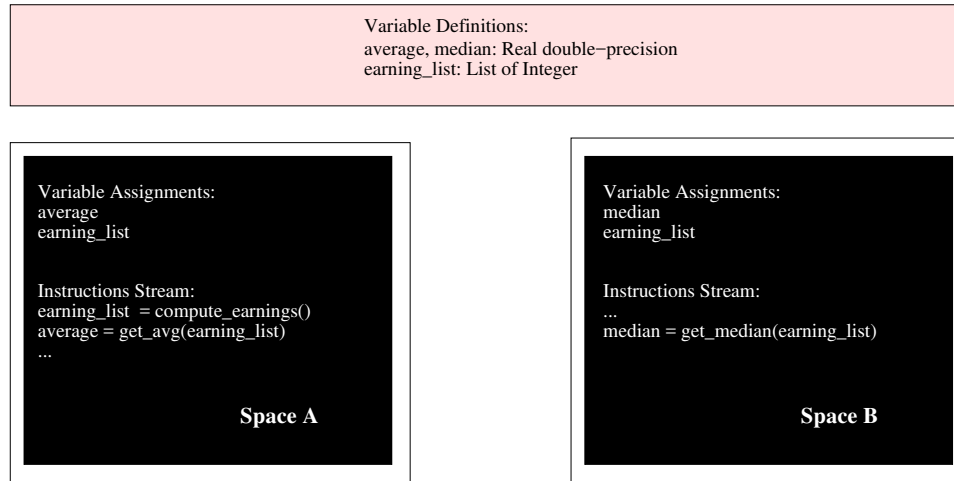 Variable Definitions:
average, median: Real double−precision
earning_list: List of Integer
Variable Assignments:
average
earning_list
Instructions Stream:
earning_list = compute_earnings()
average = get_avg(earning_list)
...
Space A
Variable Assignments:
median
earning_list
Instructions Stream:
...
median = get_median(earning_list)
Space B